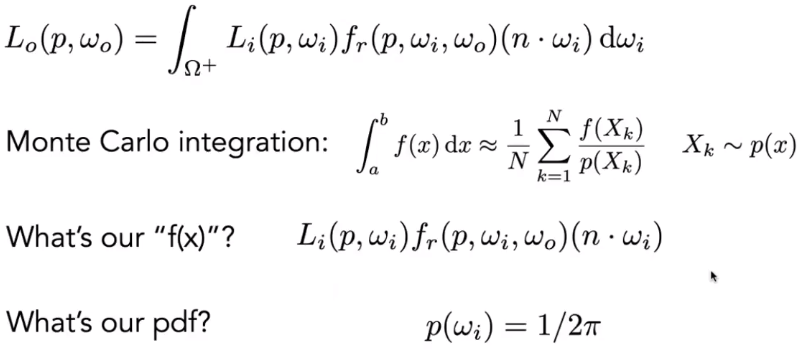 L_o(p, ω_o) = ∫_{Ω⁺} L_i(p, ω_i) f_r(p, ω_i, ω_o)(n · ω_i) dω_i
Monte Carlo integration: ∫_a^b f(x) dx ≈ 1/N ∑_{k=1}^{N} f(X_k)/p(X_k) X_k ∼ p(x)
What's our "f(x)"? L_i(p, ω_i) f_r(p, ω_i, ω_o)(n · ω_i)
What's our pdf? p(ω_i) = 1/2π